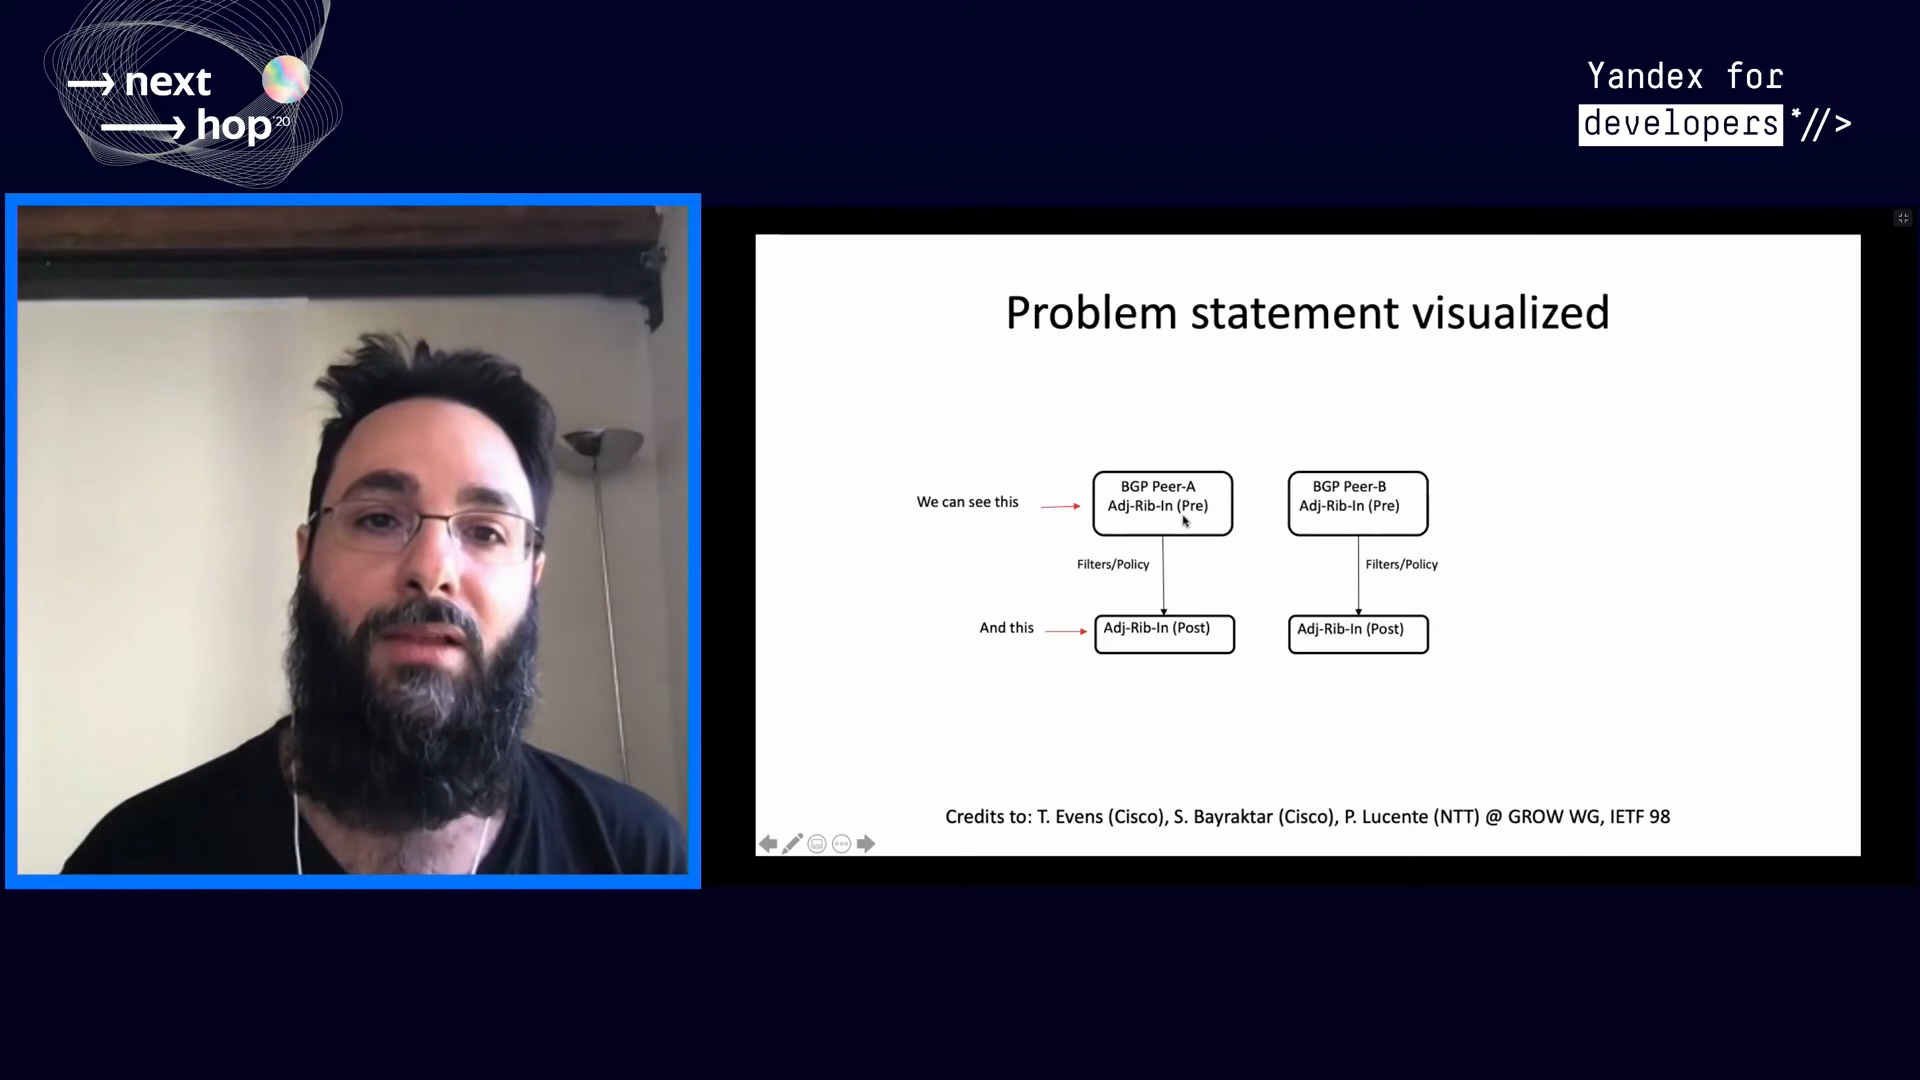 next
hop '20
Yandex for
developers *//>
Problem statement visualized
We can see this
BGP Peer-A
Adj-Rib-In (Pre)
BGP Peer-B
Adj-Rib-In (Pre)
Filters/Policy
Filters/Policy
And this
Adj-Rib-In (Post)
Adj-Rib-In (Post)
Credits to: T. Evens (Cisco), S. Bayraktar (Cisco), P. Lucente (NTT) @ GROW WG, IETF 98